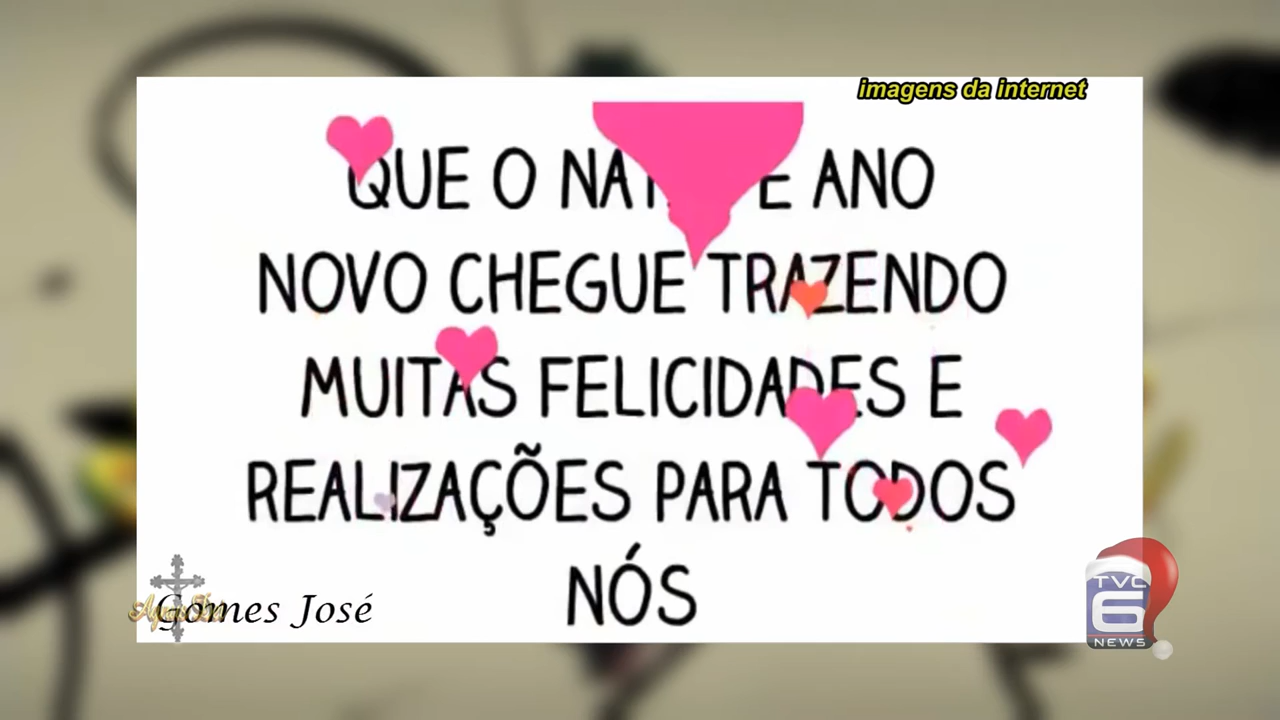 imagens da internet
QUE O E ANO
NOVO CHEGUE TRAZENDO
MUITAS FELICIDADES E
REALIZAÇÕES PARA TODOS
NÓS
Gomes José
TVC
6
NEWS